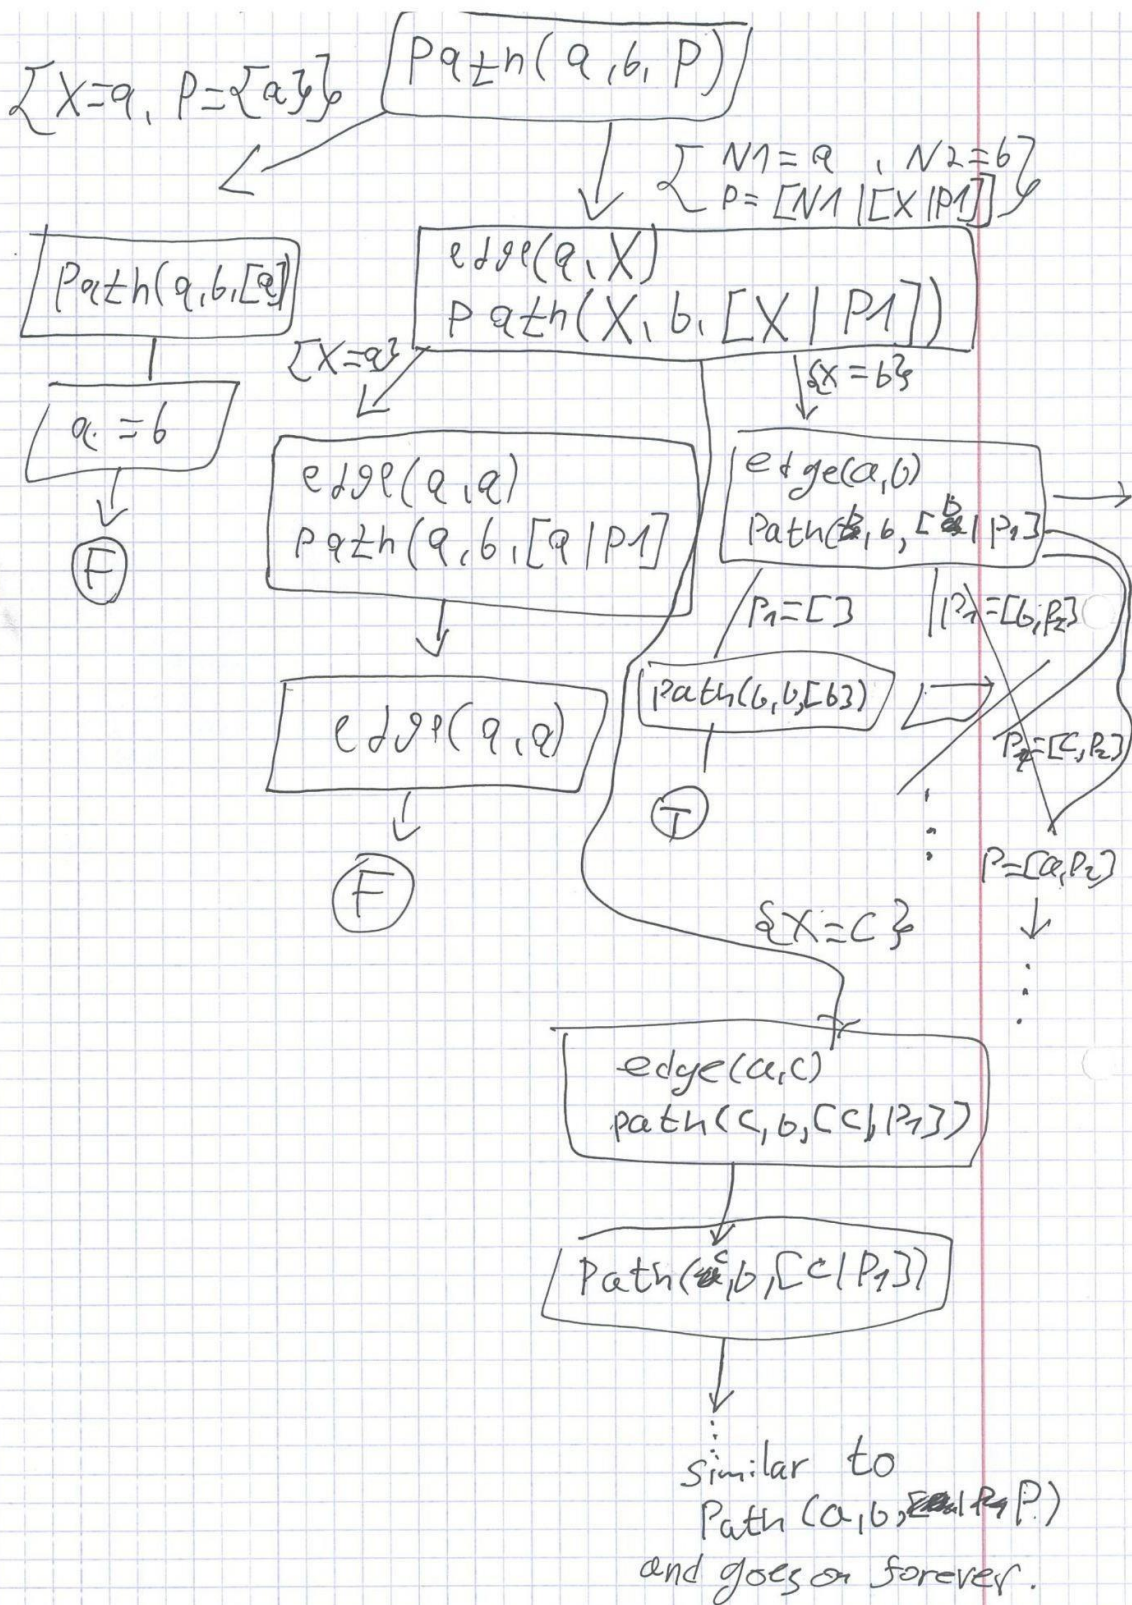 Path(a,b,P)
{X=a, P={a}}
{ N1=a , N2=b}
P=[N1|[X|P1]]}
Path(a,b,[a]
edge(a,X)
path(X,b,[X|P1])
{X=a}
{X=b}
a=b
edge(a,a)
path(a,b,[a|P1]
edge(a,b)
Path(b,b,[b|P1]
F
P1=[]
P1=[b,P2]
edge(a,a)
Path(b,b,[b])
=[C,P2]
T
P=[a,P2]
F
{X=C}
edge(a,c)
path(c,b,[c|P1])
Path(c,b,[c|P1])
similar to
Path(a,b, P)
and goes on forever.